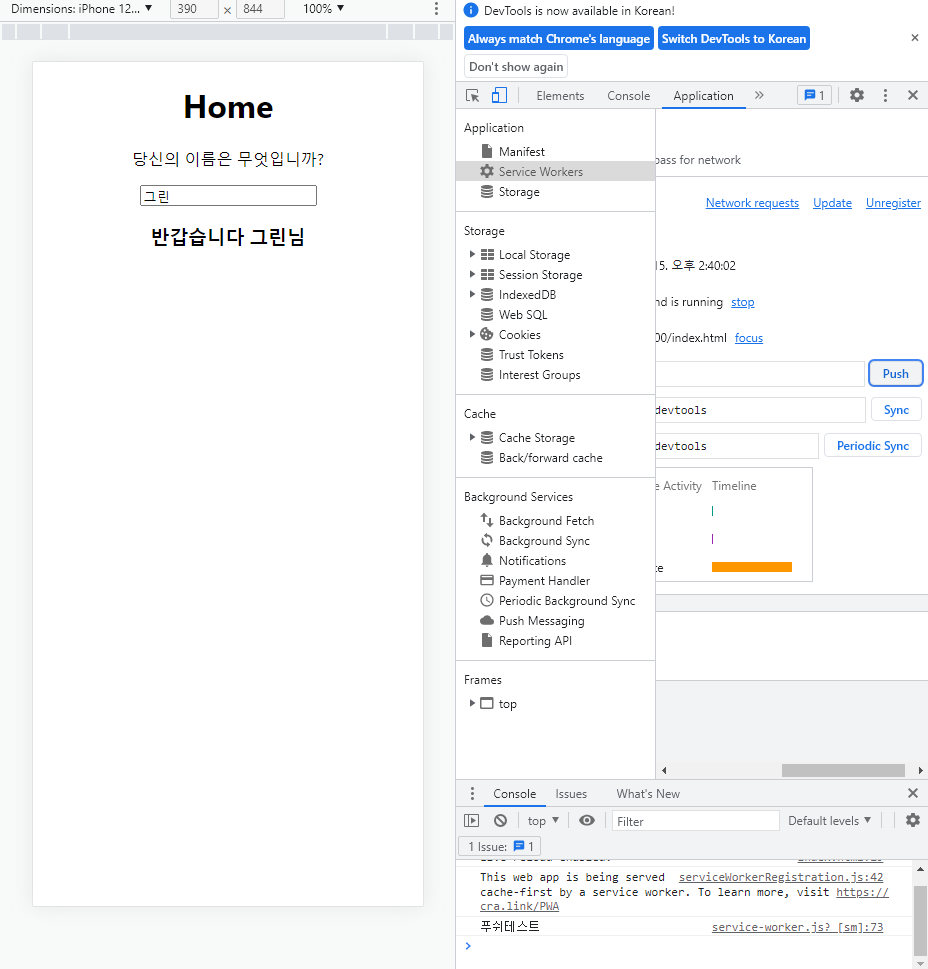 Dimensions: iPhone 12... ▼ 390 × 844 100% ▼
Home
당신의 이름은 무엇입니까?
그린
반갑습니다 그린님
DevTools is now available in Korean!
Always match Chrome's language Switch DevTools to Korean
Don't show again
Elements Console Application » 1
Application
Manifest
Service Workers
Storage
Storage
Local Storage
Session Storage
IndexedDB
Web SQL
Cookies
Trust Tokens
Interest Groups
Cache
Cache Storage
Back/forward cache
Background Services
Background Fetch
Background Sync
Notifications
Payment Handler
Periodic Background Sync
Push Messaging
Reporting API
Frames
top
pass for network
Network requests Update Unregister
15. 오후 2:40:02
nd is running stop
00/index.html focus
Push
devtools Sync
devtools Periodic Sync
e Activity Timeline
te
Console Issues What's New
top ▼ Filter Default levels ▼
1 Issue: 1
This web app is being served serviceWorkerRegistration.js:42
cache-first by a service worker. To learn more, visit https://
cra.link/PWA
푸쉬테스트 service-worker.js? [sm]:73